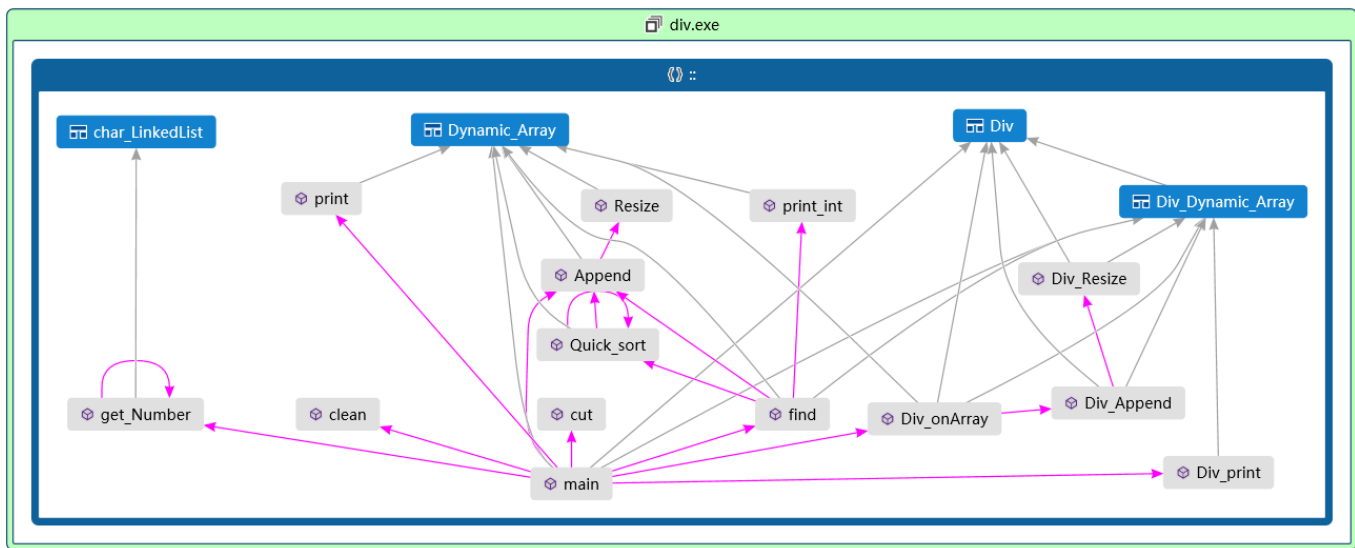 div.exe
::
char_LinkedList
Dynamic_Array
Div
print
Resize
print_int
Div_Dynamic_Array
Append
Div_Resize
Quick_sort
get_Number
clean
cut
find
Div_onArray
Div_Append
main
Div_print